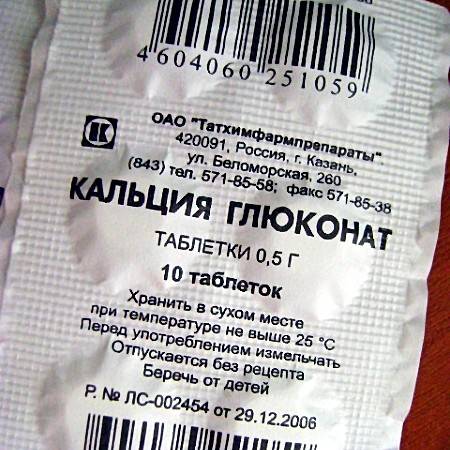 4604060 251059
ОАО "Татхимфармпрепараты"
420091, Россия, г. Казань,
ул. Беломорская, 260
(843) тел. 571-85-58; факс 571-85-38
КАЛЬЦИЯ ГЛЮКОНАТ
ТАБЛЕТКИ 0,5 Г
10 таблеток
Хранить в сухом месте
при температуре не выше 25 °С
Перед употреблением измельчать
Отпускается без рецепта
Беречь от детей
Р. № ЛС-002454 от 29.12.2006